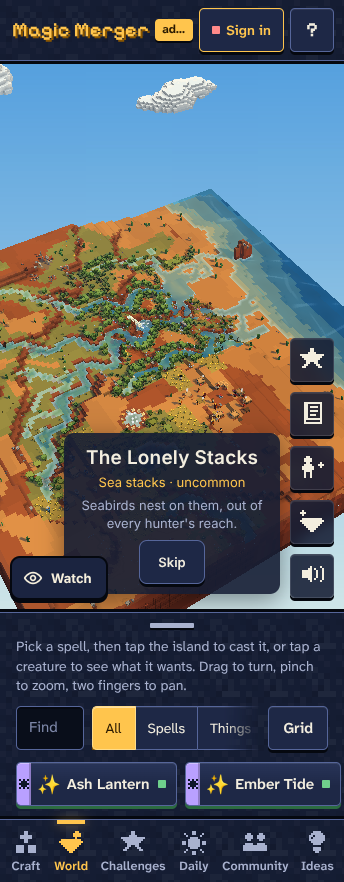 Magic Merger
ad...
Sign in
?
The Lonely Stacks
Sea stacks · uncommon
Seabirds nest on them, out of
every hunter's reach.
Skip
Watch
Pick a spell, then tap the island to cast it, or tap a
creature to see what it wants. Drag to turn, pinch
to zoom, two fingers to pan.
Find
All
Spells
Things
Grid
Ash Lantern
Ember Tide
Craft
World
Challenges
Daily
Community
Ideas